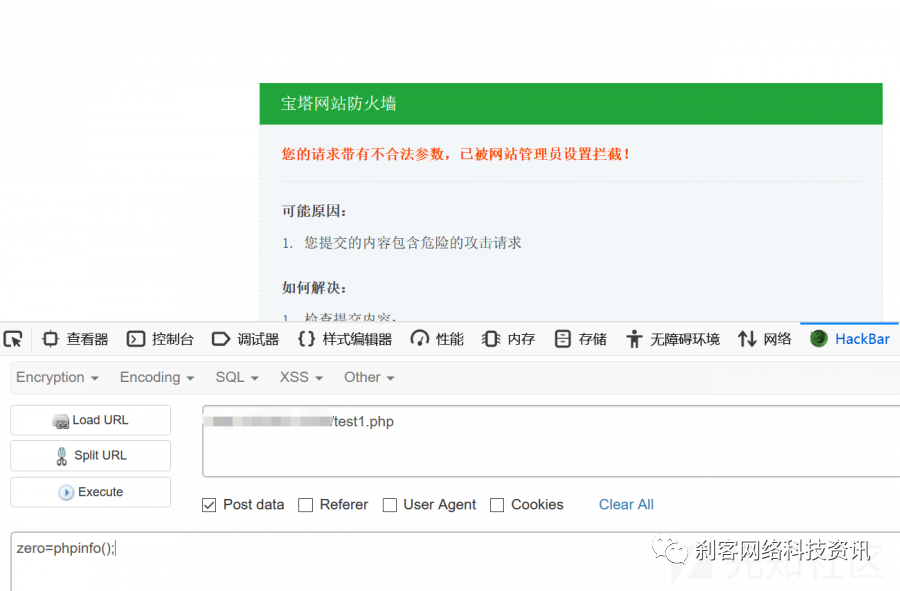 宝塔网站防火墙
您的请求带有不合法参数，已被网站管理员设置拦截！
可能原因：
1. 您提交的内容包含危险的攻击请求
如何解决：
1. 检查提交内容；
查看器 控制台 调试器 样式编辑器 性能 内存 存储 无障碍环境 网络 HackBar
Encryption Encoding SQL XSS Other
Load URL
/test1.php
Split URL
Execute
Post data Referer User Agent Cookies Clear All
zero=phpinfo();
刹客网络科技资讯
先知社区